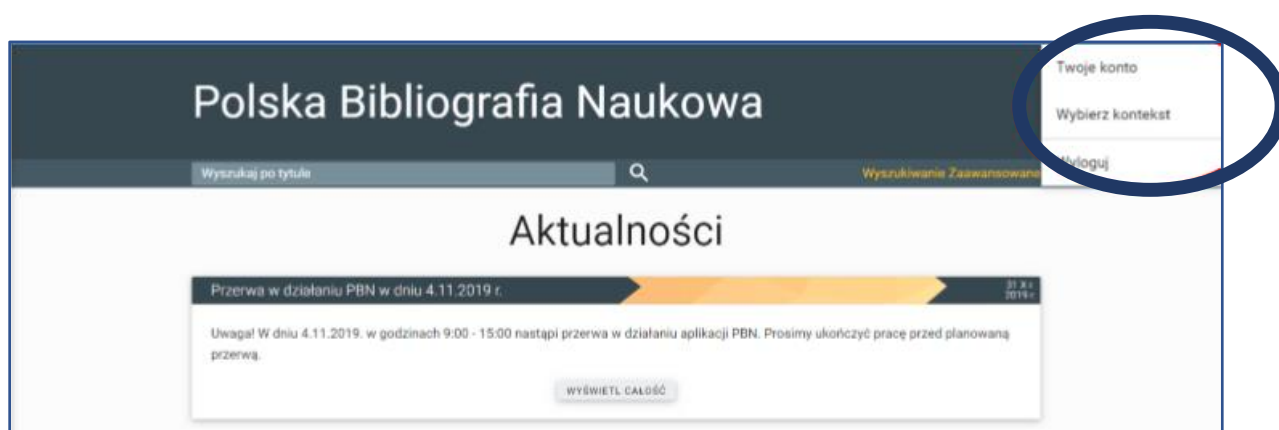 Twoje konto
Polska Bibliografia Naukowa
Wybierz kontekst
Wyloguj
Wyszukaj po tytule
Wyszukiwanie Zaawansowane
Aktualności
Przerwa w działaniu PBN w dniu 4.11.2019 r.
2019 r.
Uwaga! W dniu 4.11.2019. w godzinach 9:00 - 15:00 nastąpi przerwa w działaniu aplikacji PBN. Prosimy ukończyć pracę przed planowaną
przerwą.
WYŚWIETL CAŁOŚĆ